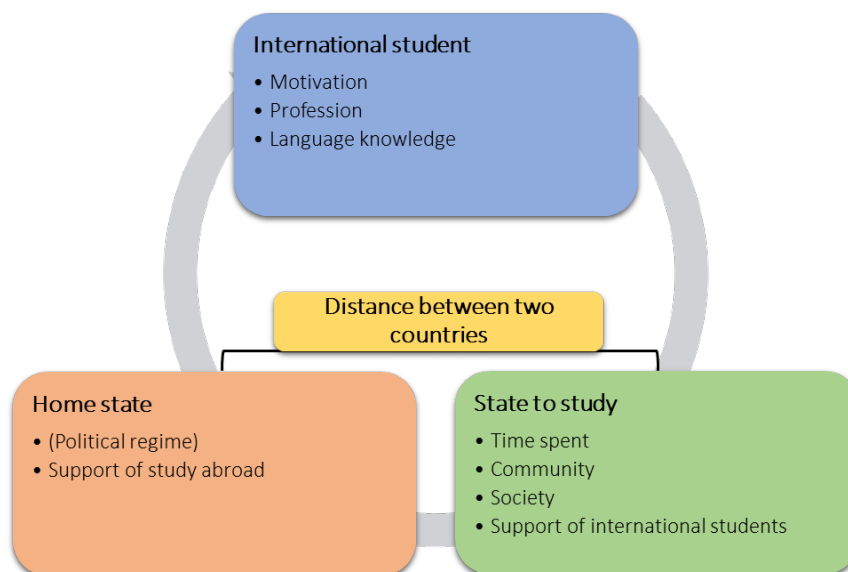 International student
• Motivation
• Profession
• Language knowledge
Distance between two
countries
Home state
• (Political regime)
• Support of study abroad
State to study
• Time spent
• Community
• Society
• Support of international students